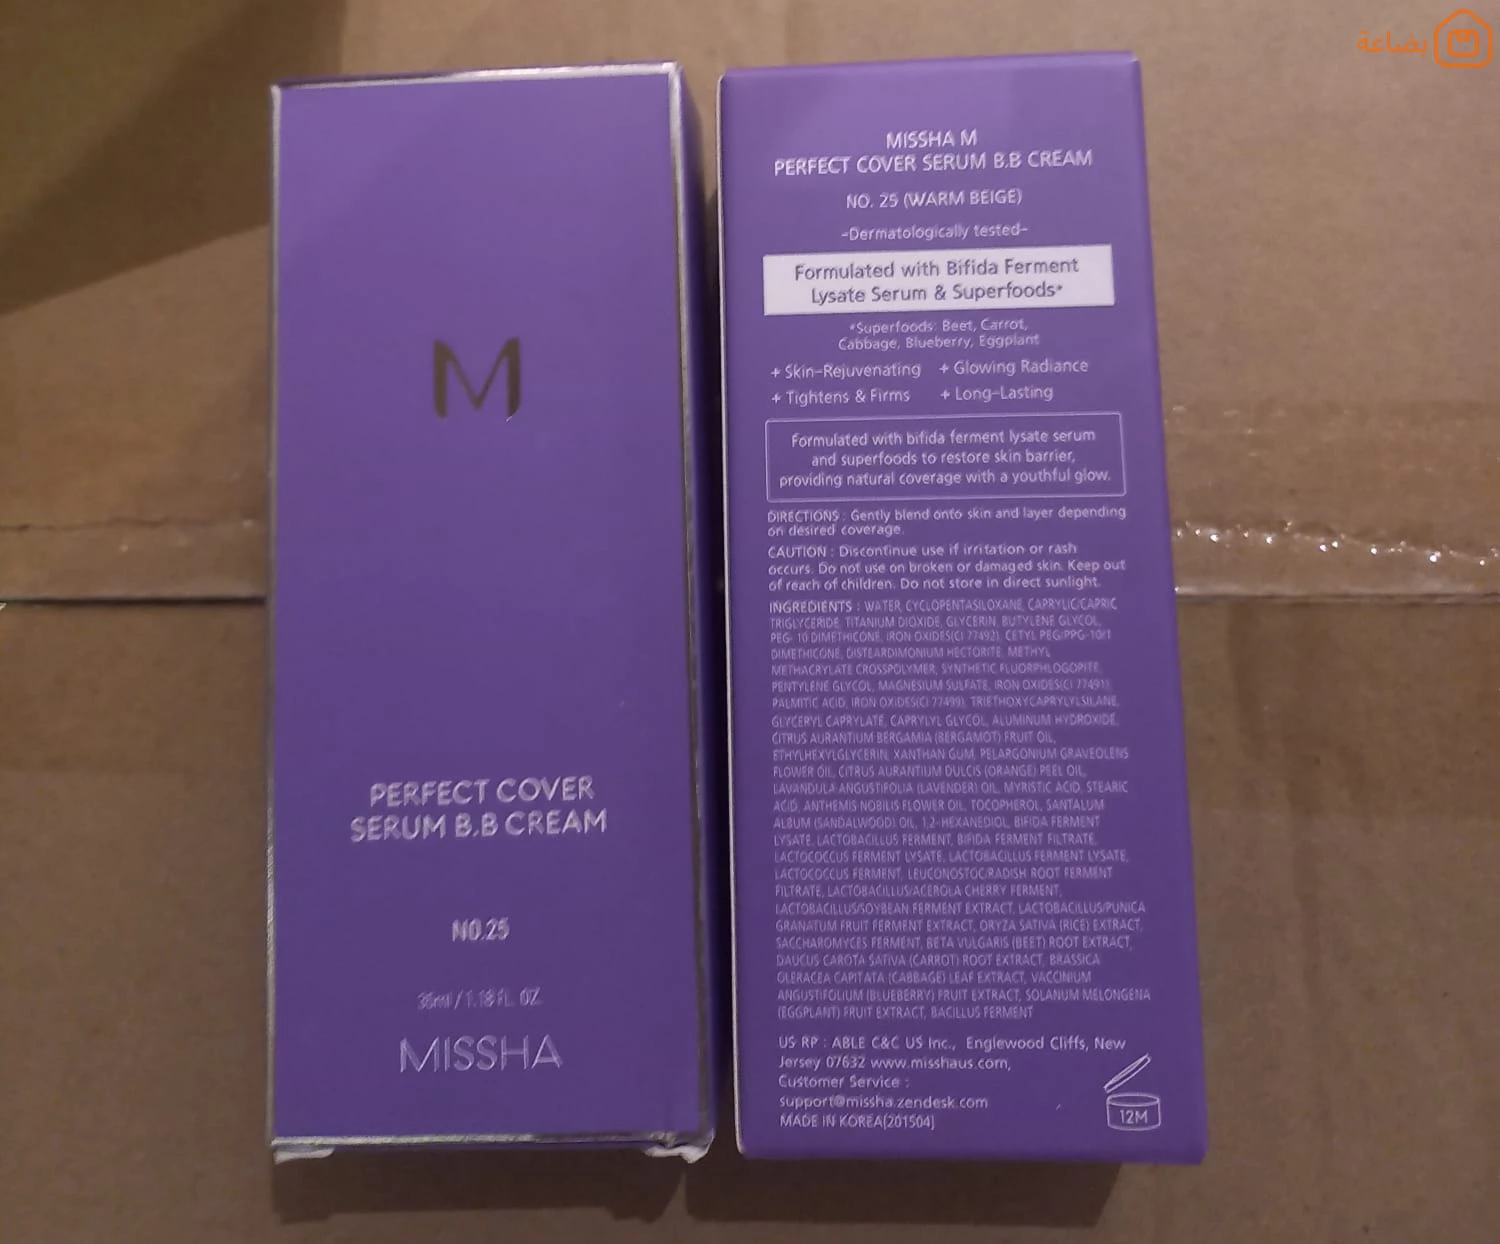 بضاعة
M
PERFECT COVER
SERUM B.B CREAM
NO.25
35ml / 1.18 FL. OZ
MISSHA
MISSHA M
PERFECT COVER SERUM B.B CREAM
NO. 25 (WARM BEIGE)
-Dermatologically tested-
Formulated with Bifida Ferment
Lysate Serum & Superfoods*
*Superfoods: Beet, Carrot,
Cabbage, Blueberry, Eggplant
+ Skin-Rejuvenating + Glowing Radiance
+ Tightens & Firms + Long-Lasting
Formulated with bifida ferment lysate serum
and superfoods to restore skin barrier,
providing natural coverage with a youthful glow.
DIRECTIONS : Gently blend onto skin and layer depending
on desired coverage.
CAUTION : Discontinue use if irritation or rash
occurs. Do not use on broken or damaged skin. Keep out
of reach of children. Do not store in direct sunlight.
INGREDIENTS : WATER, CYCLOPENTASILOXANE, CAPRYLIC/CAPRIC
TRIGLYCERIDE, TITANIUM DIOXIDE, GLYCERIN, BUTYLENE GLYCOL,
PEG-10 DIMETHICONE, IRON OXIDES(CI 77492), CETYL PEG/PPG-10/1
DIMETHICONE, DISTEARDIMONIUM HECTORITE, METHYL
METHACRYLATE CROSSPOLYMER, SYNTHETIC FLUORPHLOGOPITE,
PENTYLENE GLYCOL, MAGNESIUM SULFATE, IRON OXIDES(CI 77491),
PALMITIC ACID, IRON OXIDES(CI 77499), TRIETHOXYCAPRYLYLSILANE,
GLYCERYL CAPRYLATE, CAPRYLYL GLYCOL, ALUMINUM HYDROXIDE,
CITRUS AURANTIUM BERGAMIA (BERGAMOT) FRUIT OIL,
ETHYLHEXYLGLYCERIN, XANTHAN GUM, PELARGONIUM GRAVEOLENS
FLOWER OIL, CITRUS AURANTIUM DULCIS (ORANGE) PEEL OIL,
LAVANDULA ANGUSTIFOLIA (LAVENDER) OIL, MYRISTIC ACID, STEARIC
ACID, ANTHEMIS NOBILIS FLOWER OIL, TOCOPHEROL, SANTALUM
ALBUM (SANDALWOOD) OIL, 1,2-HEXANEDIOL, BIFIDA FERMENT
LYSATE, LACTOBACILLUS FERMENT, BIFIDA FERMENT FILTRATE,
LACTOCOCCUS FERMENT LYSATE, LACTOBACILLUS FERMENT LYSATE,
LACTOCOCCUS FERMENT, LEUCONOSTOC/RADISH ROOT FERMENT
FILTRATE, LACTOBACILLUS/ACEROLA CHERRY FERMENT,
LACTOBACILLUS/SOYBEAN FERMENT EXTRACT, LACTOBACILLUS/PUNICA
GRANATUM FRUIT FERMENT EXTRACT, ORYZA SATIVA (RICE) EXTRACT,
SACCHAROMYCES FERMENT, BETA VULGARIS (BEET) ROOT EXTRACT,
DAUCUS CAROTA SATIVA (CARROT) ROOT EXTRACT, BRASSICA
OLERACEA CAPITATA (CABBAGE) LEAF EXTRACT, VACCINIUM
ANGUSTIFOLIUM (BLUEBERRY) FRUIT EXTRACT, SOLANUM MELONGENA
(EGGPLANT) FRUIT EXTRACT, BACILLUS FERMENT
US RP : ABLE C&C US Inc., Englewood Cliffs, New
Jersey 07632 www.misshaus.com,
Customer Service :
support@missha.zendesk.com
MADE IN KOREA(201504)
12M